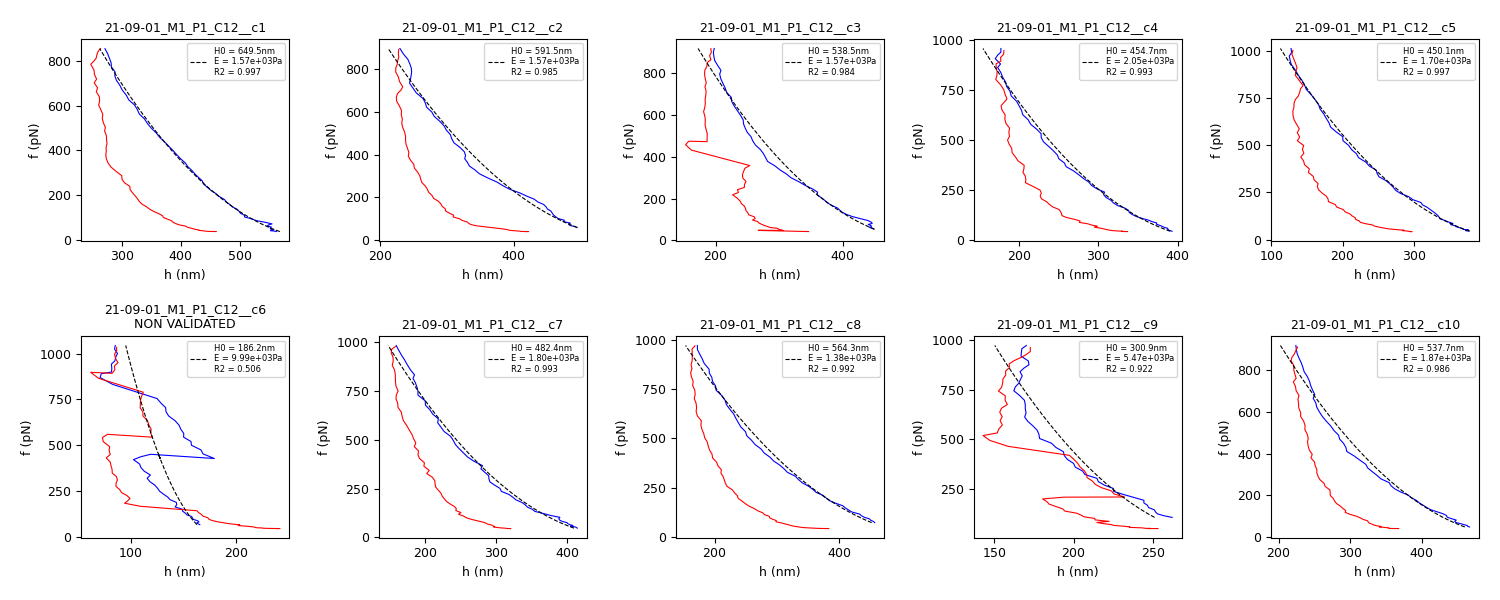 21-09-01_M1_P1_C12__c1
H0 = 649.5nm
E = 1.57e+03Pa
R2 = 0.997
800
600
400
200
0
f (pN)
300 400 500
h (nm)
21-09-01_M1_P1_C12__c2
H0 = 591.5nm
E = 1.57e+03Pa
R2 = 0.985
800
600
400
200
0
f (pN)
200 400
h (nm)
21-09-01_M1_P1_C12__c3
H0 = 538.5nm
E = 1.57e+03Pa
R2 = 0.984
800
600
400
200
0
f (pN)
200 400
h (nm)
21-09-01_M1_P1_C12__c4
H0 = 454.7nm
E = 2.05e+03Pa
R2 = 0.993
1000
750
500
250
0
f (pN)
200 300 400
h (nm)
21-09-01_M1_P1_C12__c5
H0 = 450.1nm
E = 1.70e+03Pa
R2 = 0.997
1000
750
500
250
0
f (pN)
100 200 300
h (nm)
21-09-01_M1_P1_C12__c6
NON VALIDATED
H0 = 186.2nm
E = 9.99e+03Pa
R2 = 0.506
1000
750
500
250
0
f (pN)
100 200
h (nm)
21-09-01_M1_P1_C12__c7
H0 = 482.4nm
E = 1.80e+03Pa
R2 = 0.993
1000
750
500
250
0
f (pN)
200 300 400
h (nm)
21-09-01_M1_P1_C12__c8
H0 = 564.3nm
E = 1.38e+03Pa
R2 = 0.992
1000
750
500
250
0
f (pN)
200 400
h (nm)
21-09-01_M1_P1_C12__c9
H0 = 300.9nm
E = 5.47e+03Pa
R2 = 0.922
1000
750
500
250
f (pN)
150 200 250
h (nm)
21-09-01_M1_P1_C12__c10
H0 = 537.7nm
E = 1.87e+03Pa
R2 = 0.986
800
600
400
200
0
f (pN)
200 300 400
h (nm)